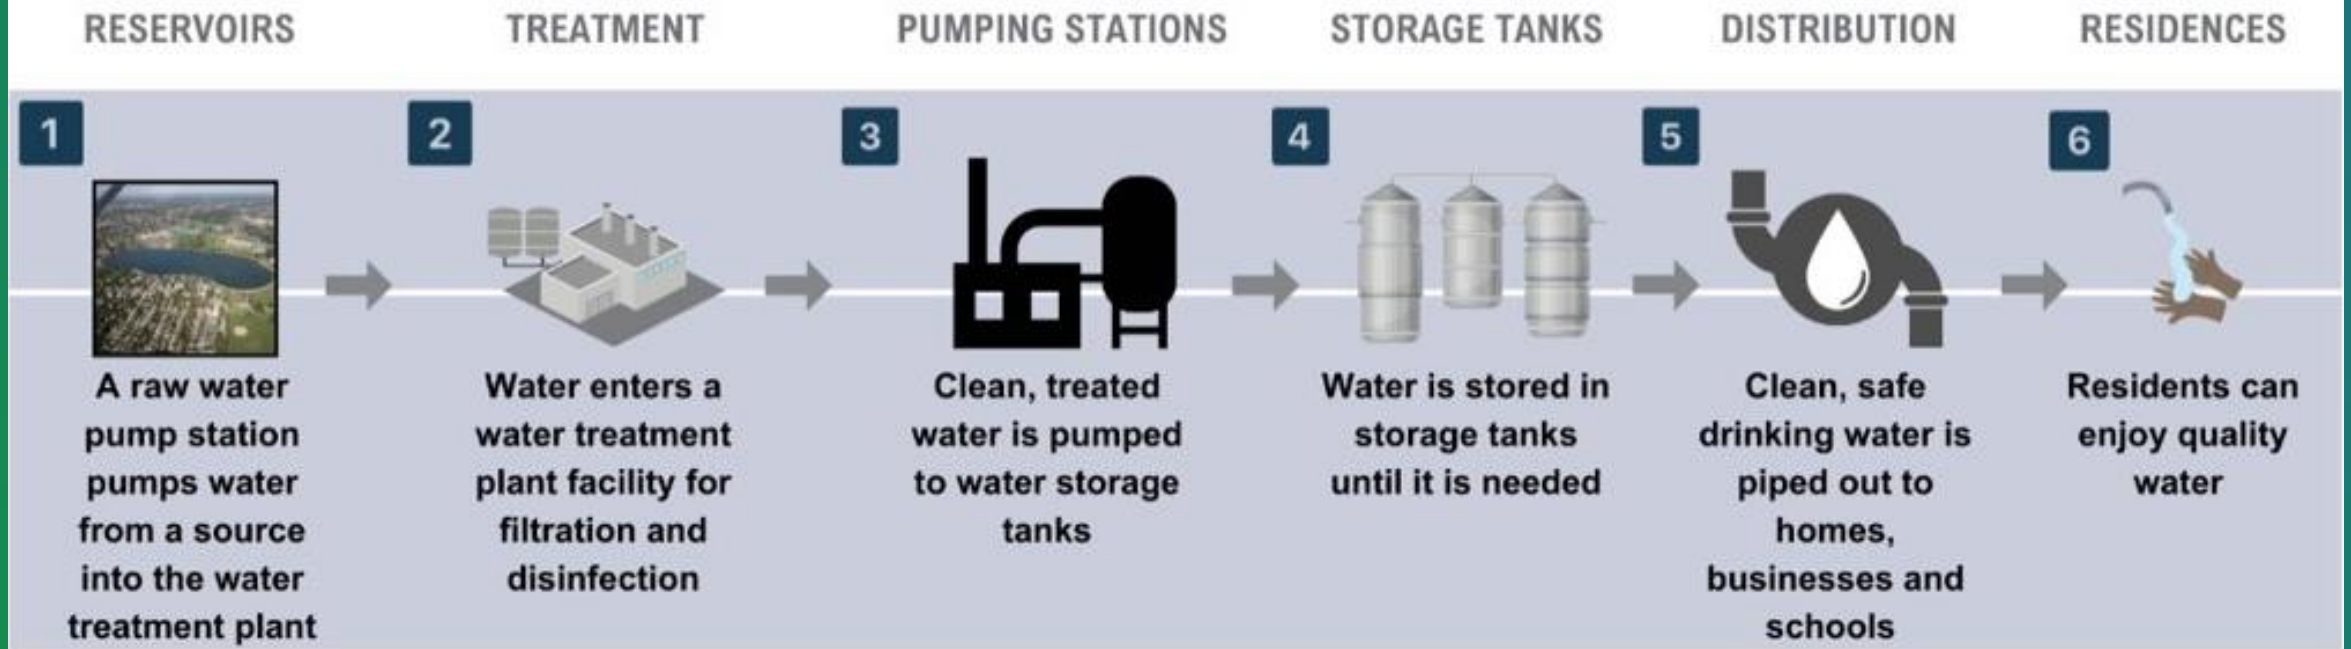 RESERVOIRS
TREATMENT
PUMPING STATIONS
STORAGE TANKS
DISTRIBUTION
RESIDENCES
1
A raw water
pump station
pumps water
from a source
into the water
treatment plant
2
Water enters a
water treatment
plant facility for
filtration and
disinfection
3
Clean, treated
water is pumped
to water storage
tanks
4
Water is stored in
storage tanks
until it is needed
5
Clean, safe
drinking water is
piped out to
homes,
businesses and
schools
6
Residents can
enjoy quality
water